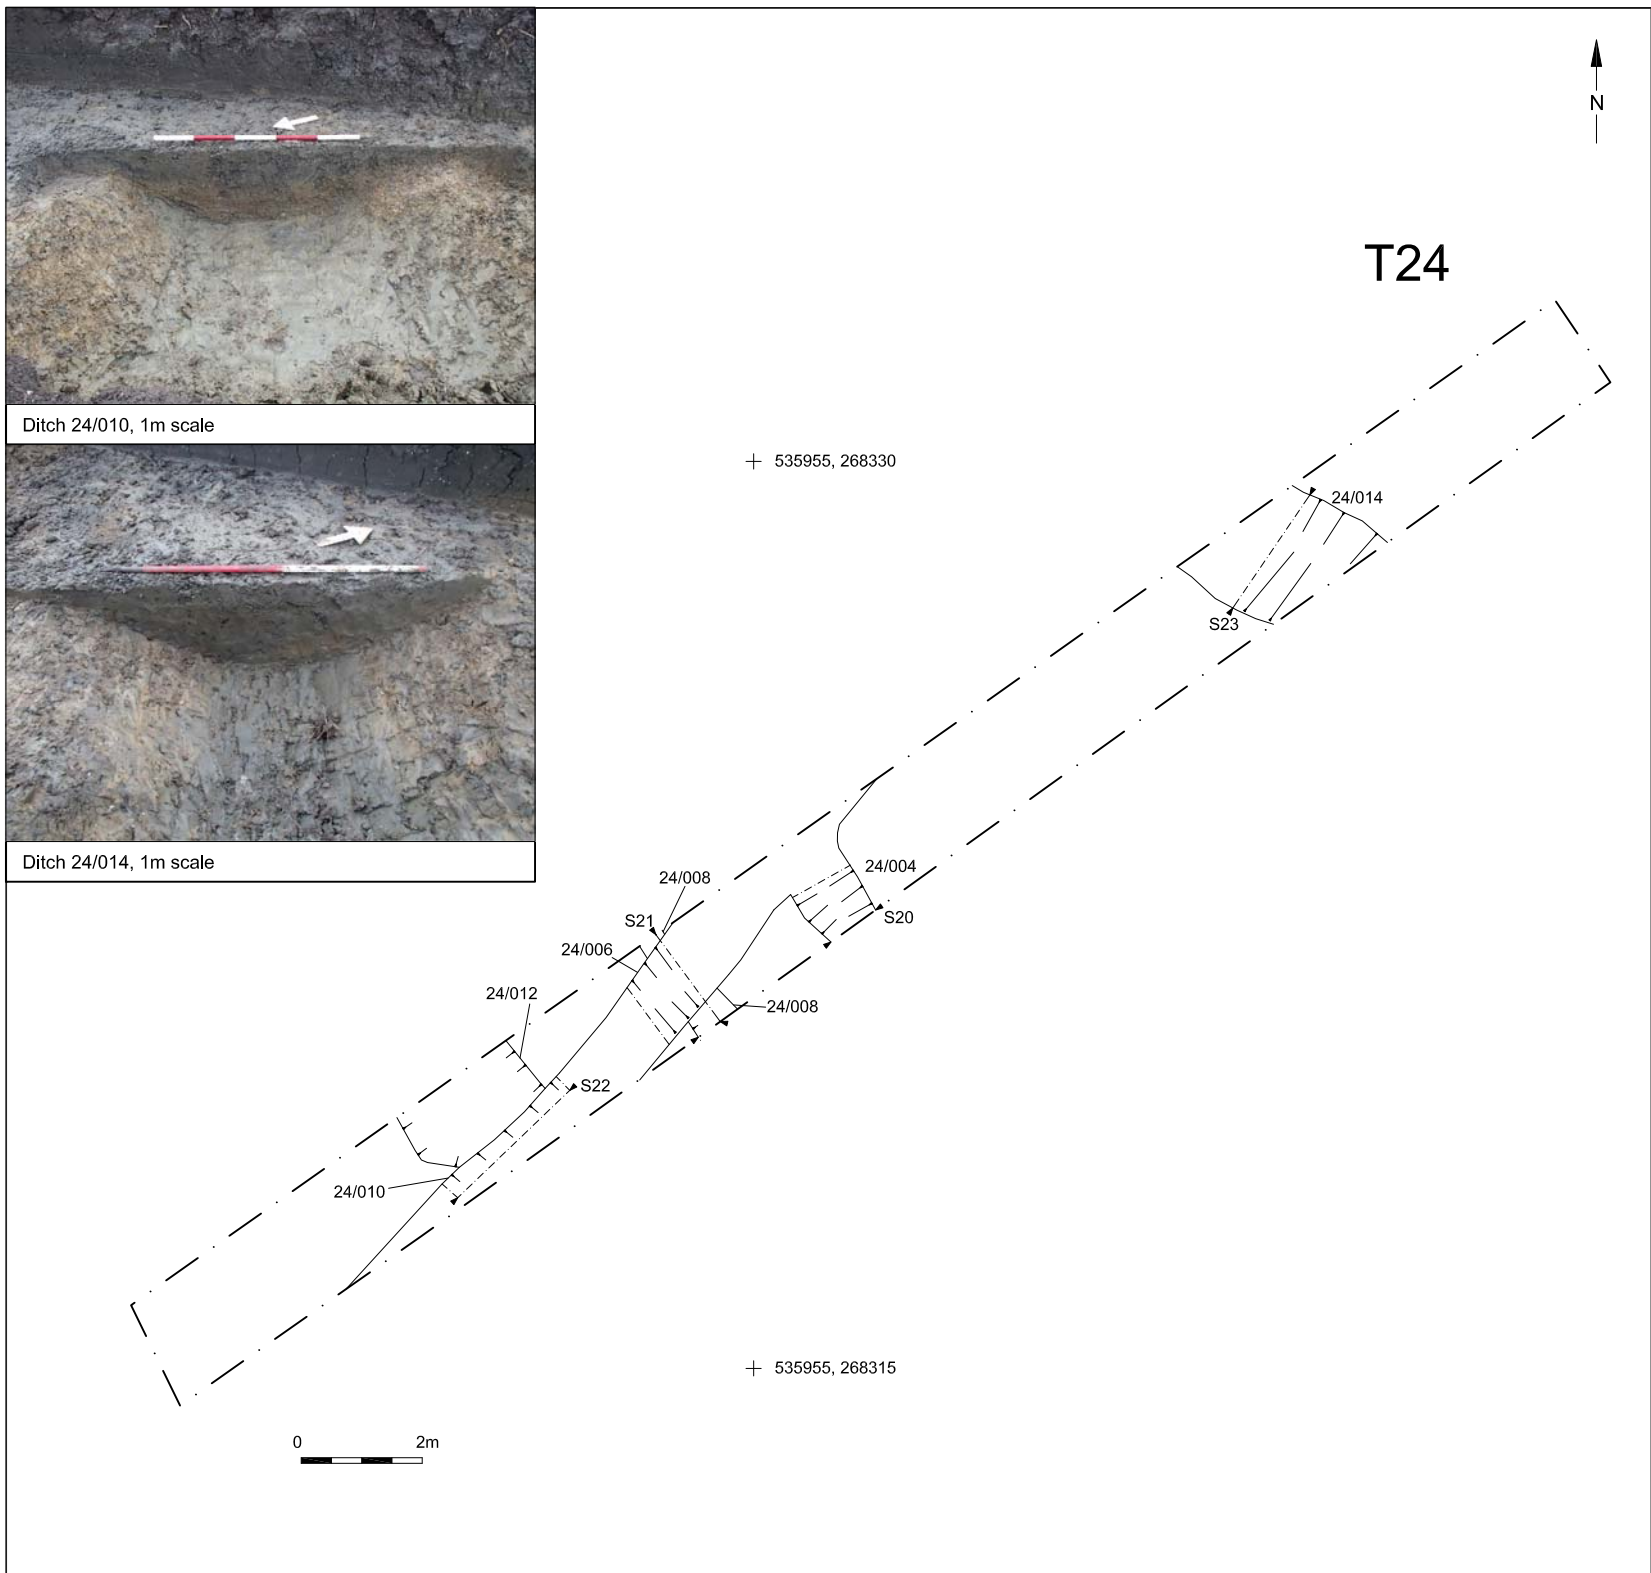 N
T24
Ditch 24/010, 1m scale
535955, 268330
24/014
S23
Ditch 24/014, 1m scale
24/004
24/008
S20
S21
24/006
24/012
24/008
S22
24/010
535955, 268315
0 2m